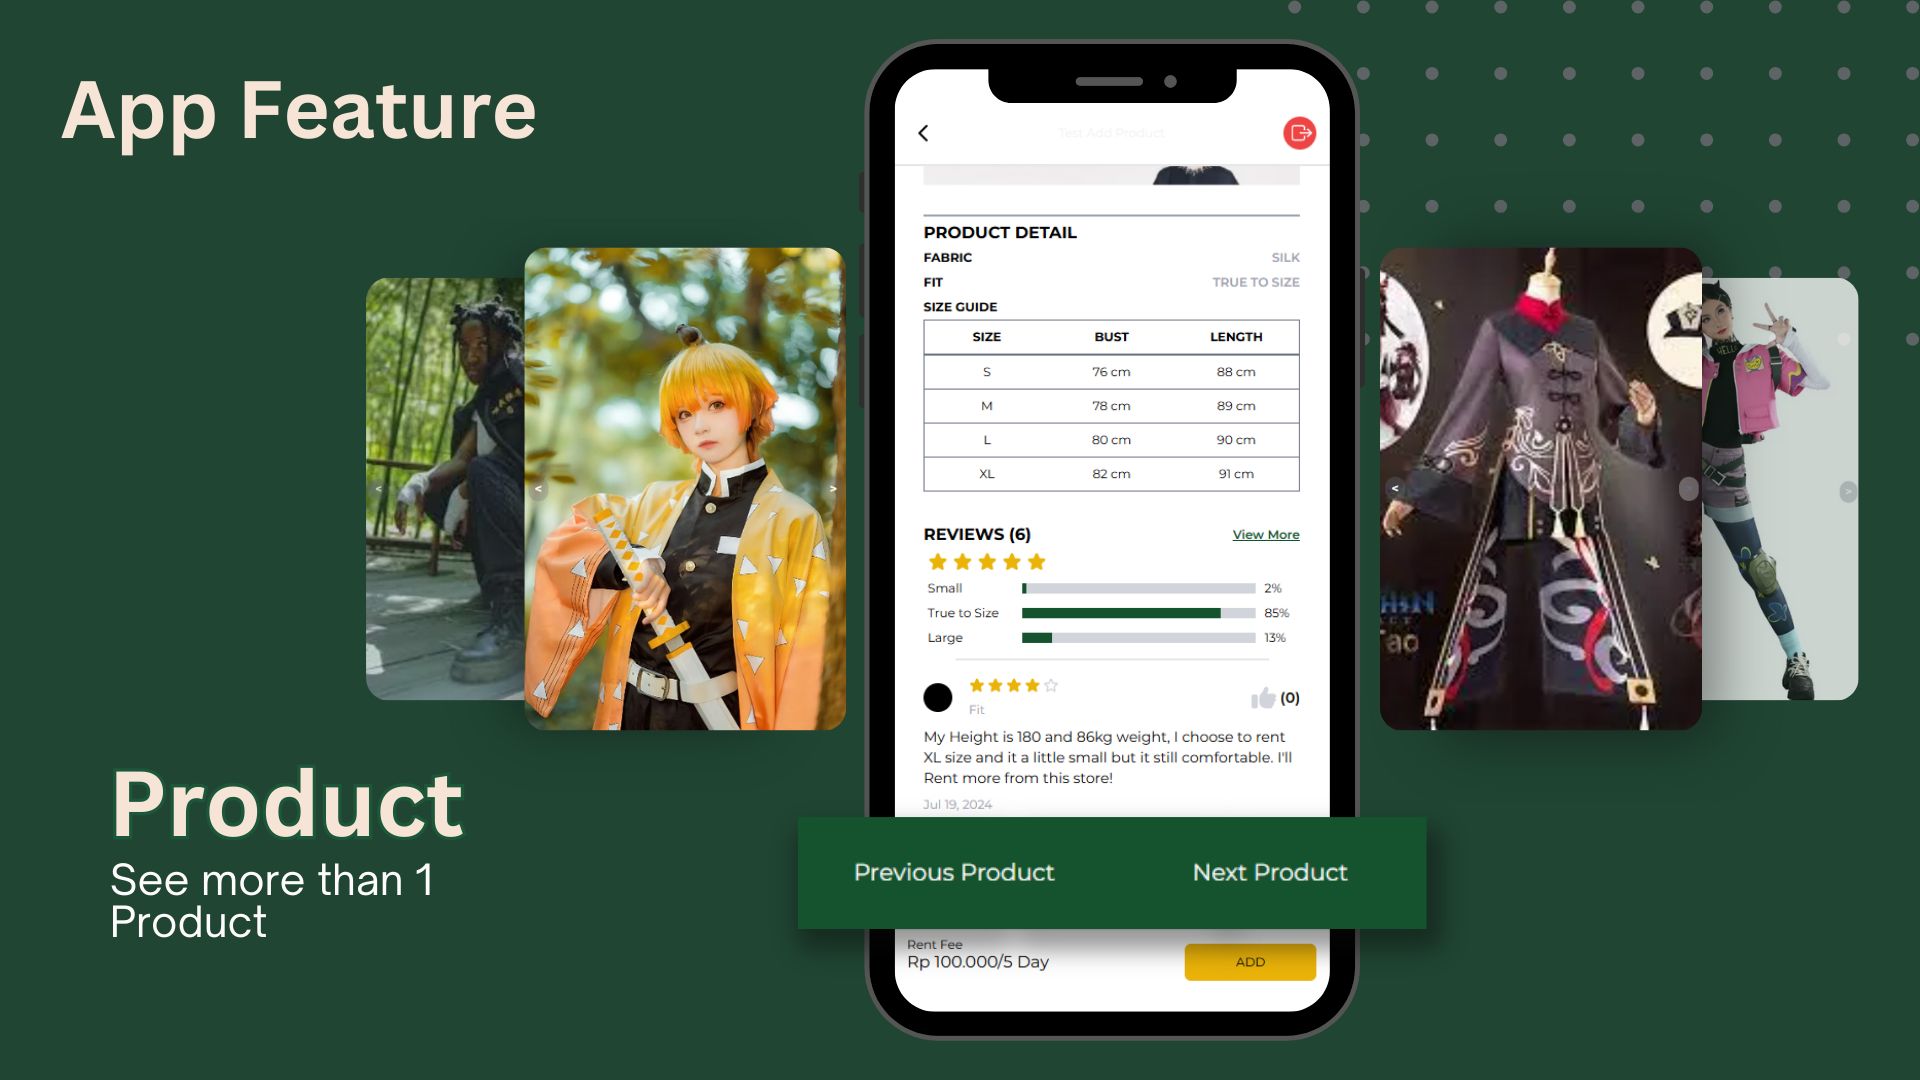 App Feature
Test Add Product
PRODUCT DETAIL
FABRIC SILK
FIT TRUE TO SIZE
SIZE GUIDE
SIZE BUST LENGTH
S 76 cm 88 cm
M 78 cm 89 cm
L 80 cm 90 cm
XL 82 cm 91 cm
REVIEWS (6) View More
Small 2%
True to Size 85%
Large 13%
Fit (0)
My Height is 180 and 86kg weight, I choose to rent
XL size and it a little small but it still comfortable. I'll
Rent more from this store!
Jul 19, 2024
Previous Product Next Product
Rent Fee
Rp 100.000/5 Day
ADD
Product
See more than 1
Product